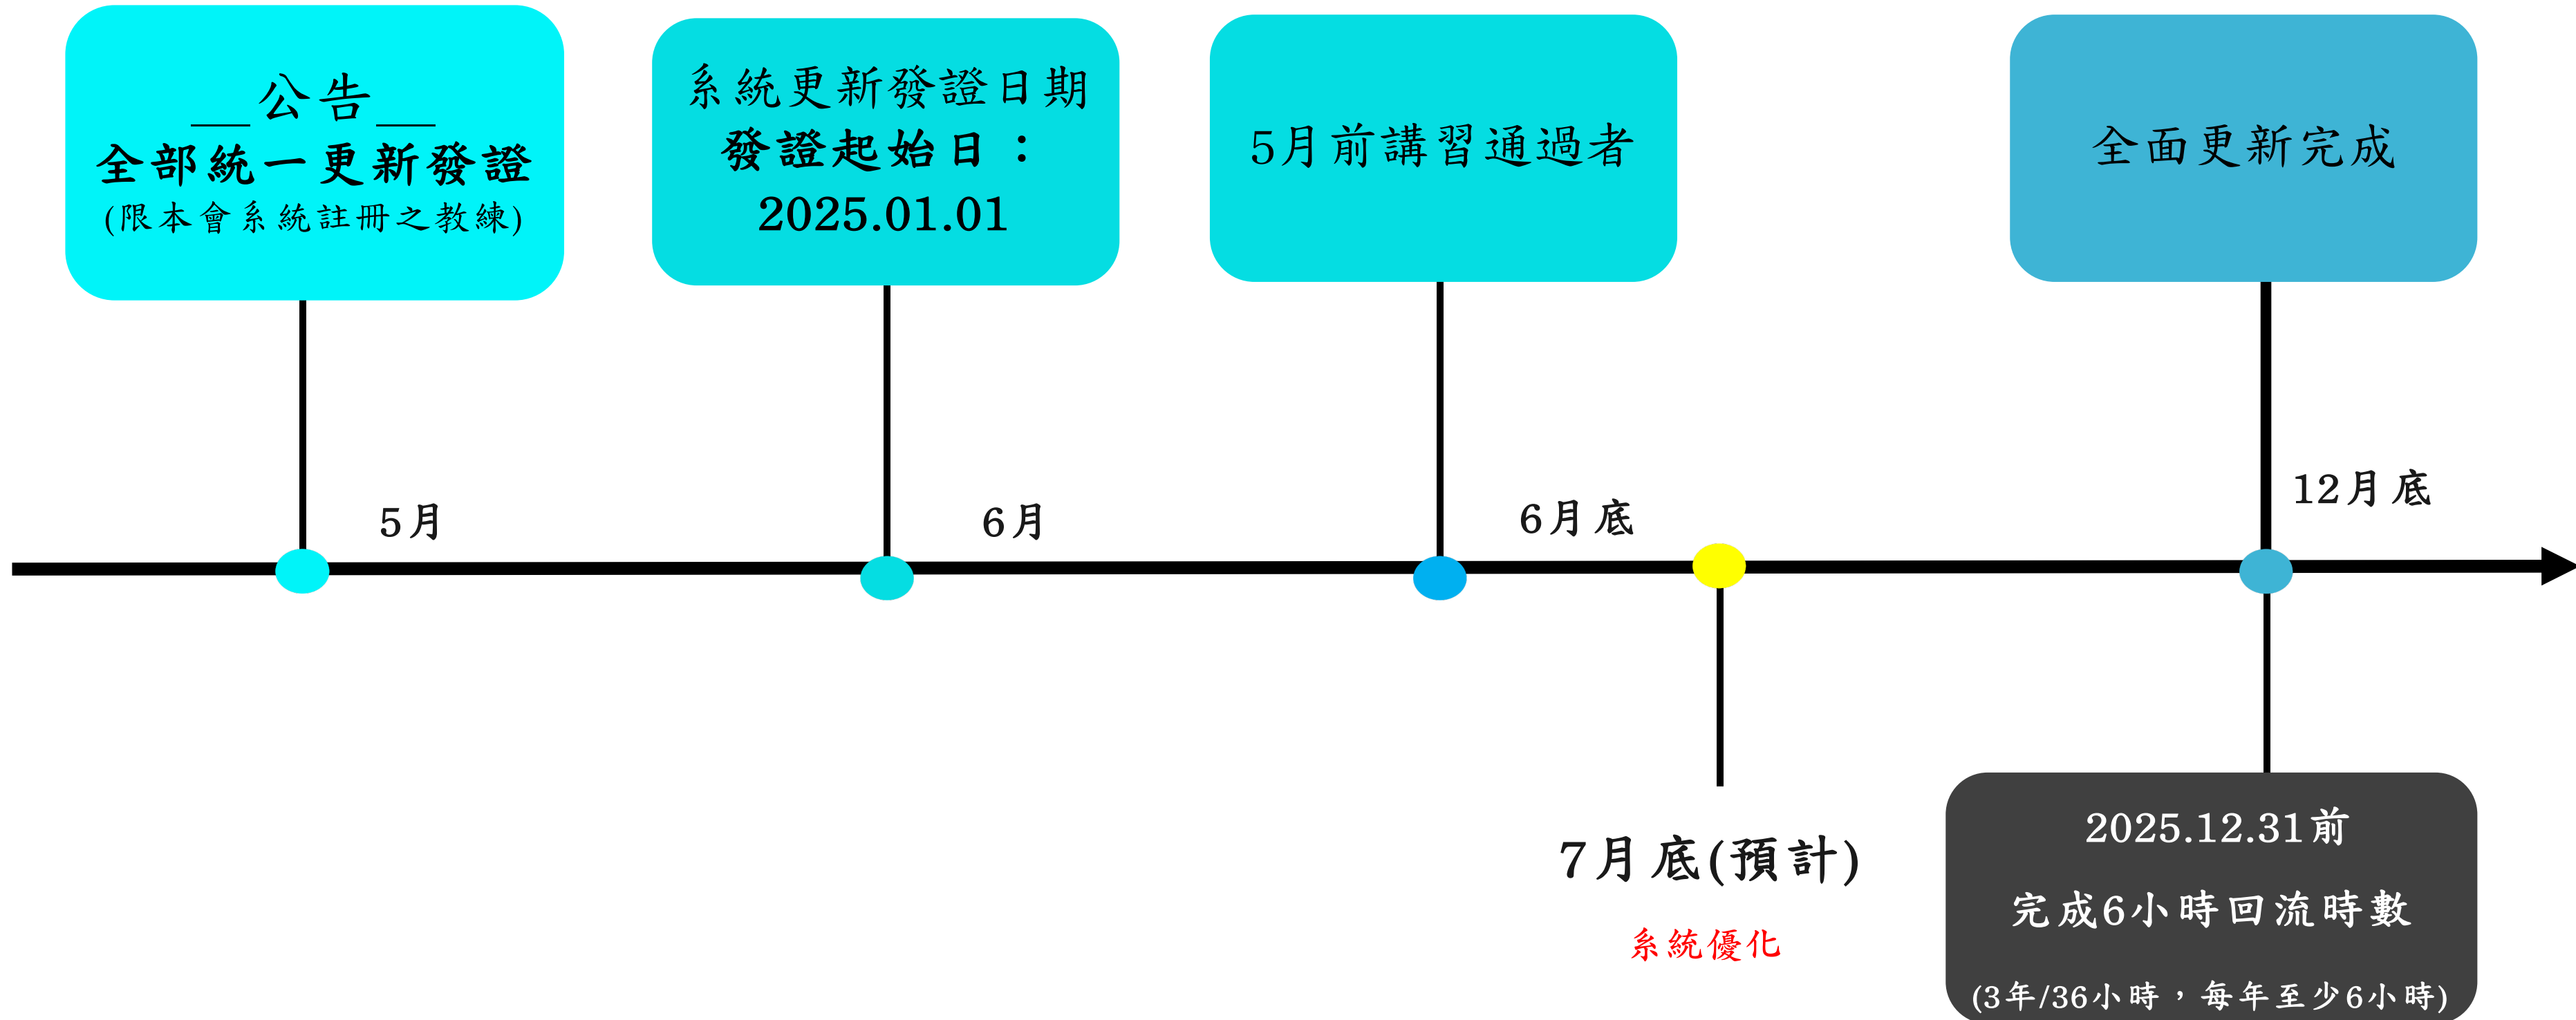 __公告__
全部統一更新發證
(限本會系統註冊之教練)
系統更新發證日期
發證起始日：
2025.01.01
5月前講習通過者
全面更新完成
5月
6月
6月底
12月底
7月底(預計)
系統優化
2025.12.31前
完成6小時回流時數
(3年/36小時，每年至少6小時)